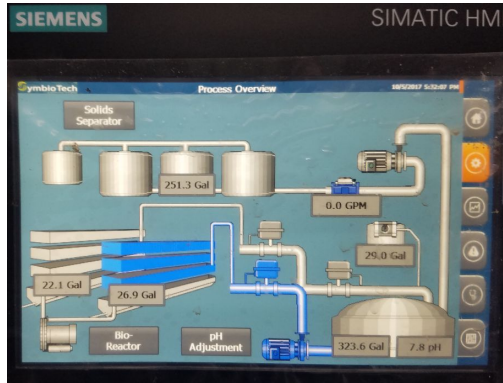 SIEMENS
SIMATIC HM
SymbioTech
Process Overview
10/5/2017 5:32:07 PM
Solids
Separator
251.3 Gal
0.0 GPM
29.0 Gal
22.1 Gal
26.9 Gal
Bio-
Reactor
pH
Adjustment
323.6 Gal
7.8 pH